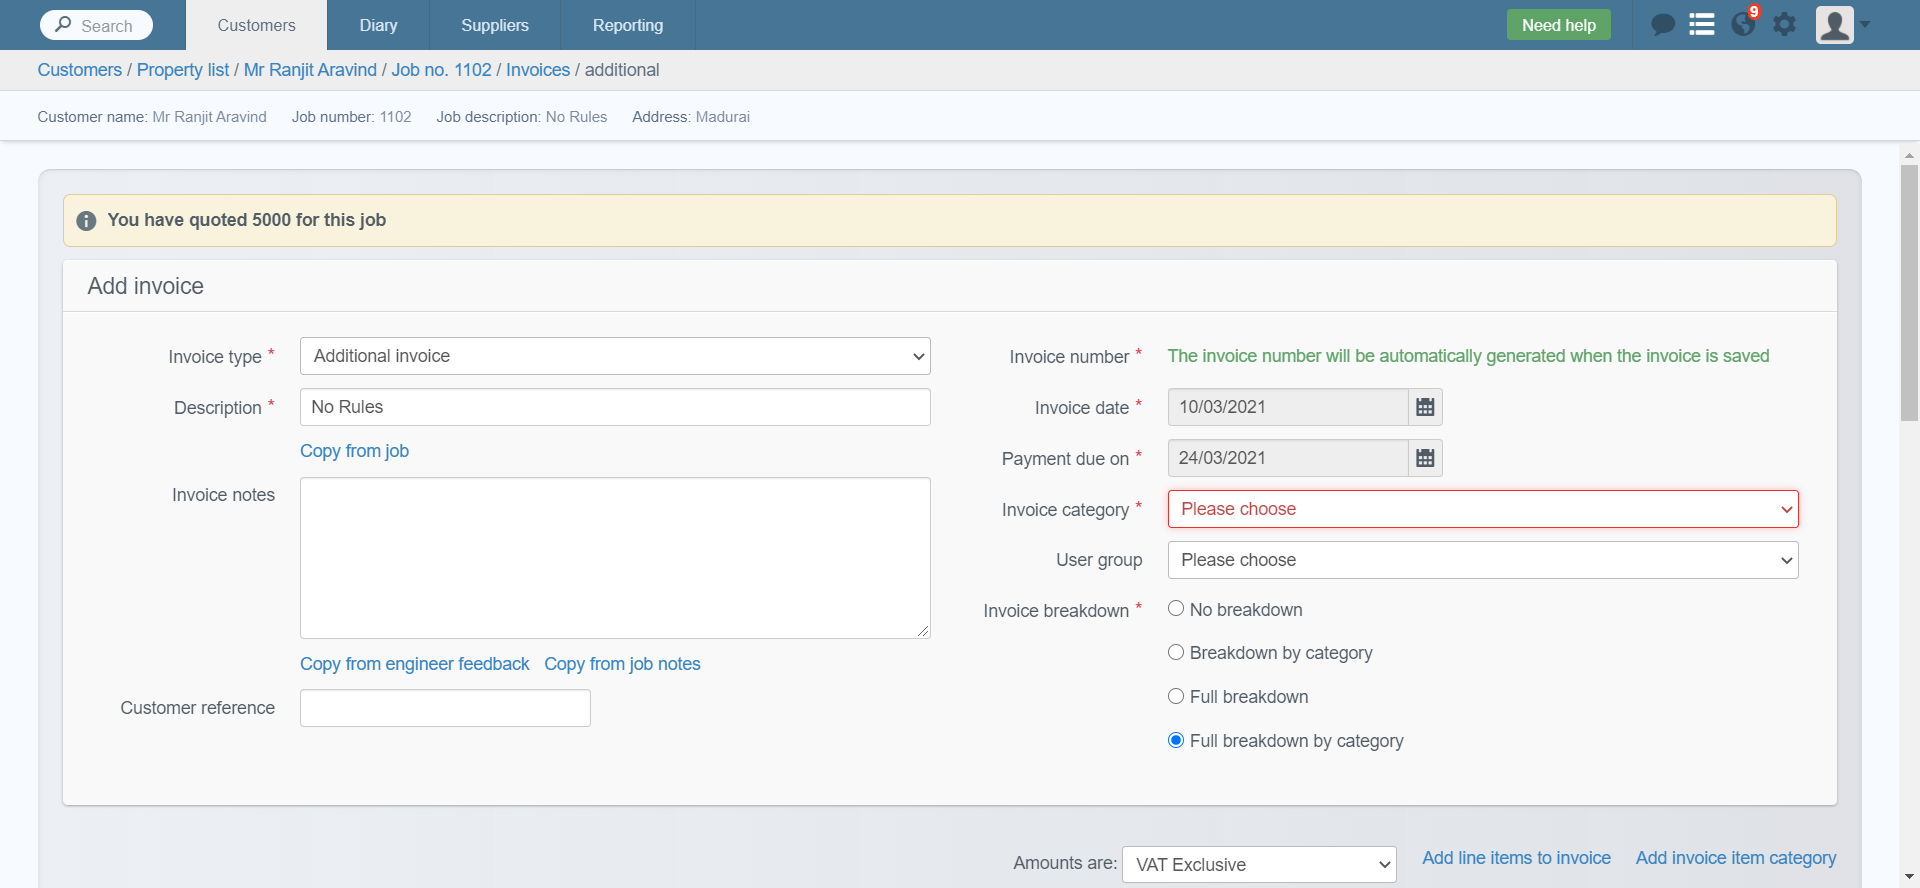 Search
Customers
Diary
Suppliers
Reporting
Need help
9
Customers / Property list / Mr Ranjit Aravind / Job no. 1102 / Invoices / additional
Customer name: Mr Ranjit Aravind Job number: 1102 Job description: No Rules Address: Madurai
You have quoted 5000 for this job
Add invoice
Invoice type *
Additional invoice
Description *
No Rules
Copy from job
Invoice notes
Copy from engineer feedback Copy from job notes
Customer reference
Invoice number *
The invoice number will be automatically generated when the invoice is saved
Invoice date *
10/03/2021
Payment due on *
24/03/2021
Invoice category *
Please choose
User group
Please choose
Invoice breakdown *
No breakdown
Breakdown by category
Full breakdown
Full breakdown by category
Amounts are:
VAT Exclusive
Add line items to invoice
Add invoice item category